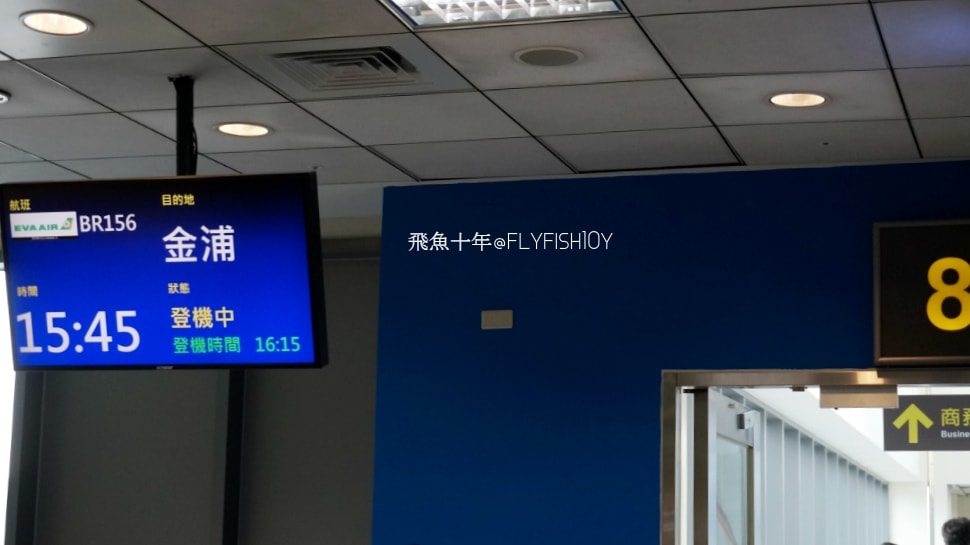 航班
目的地
EVA AIR BR156
金浦
時間
狀態
15:45
登機中
登機時間 16:15
飛魚十年@FLYFISH10Y
8
商務
Busine